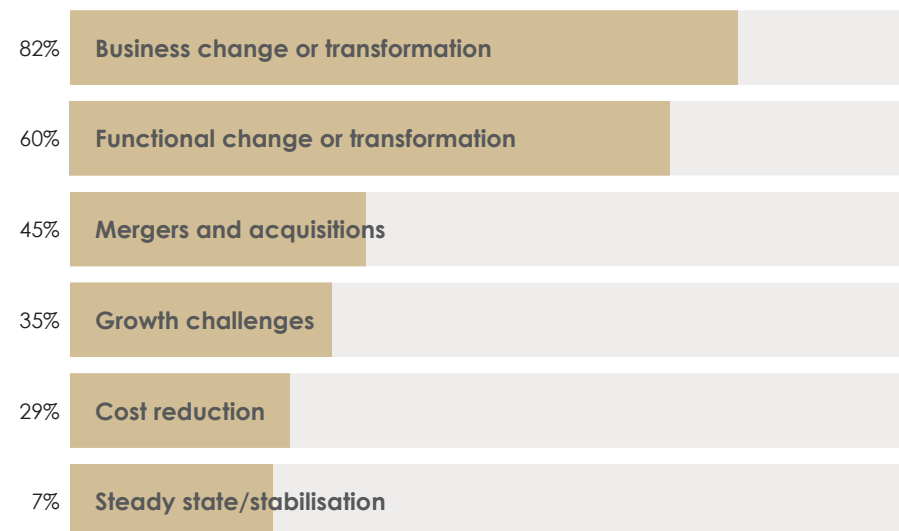 82% Business change or transformation
60% Functional change or transformation
45% Mergers and acquisitions
35% Growth challenges
29% Cost reduction
7% Steady state/stabilisation